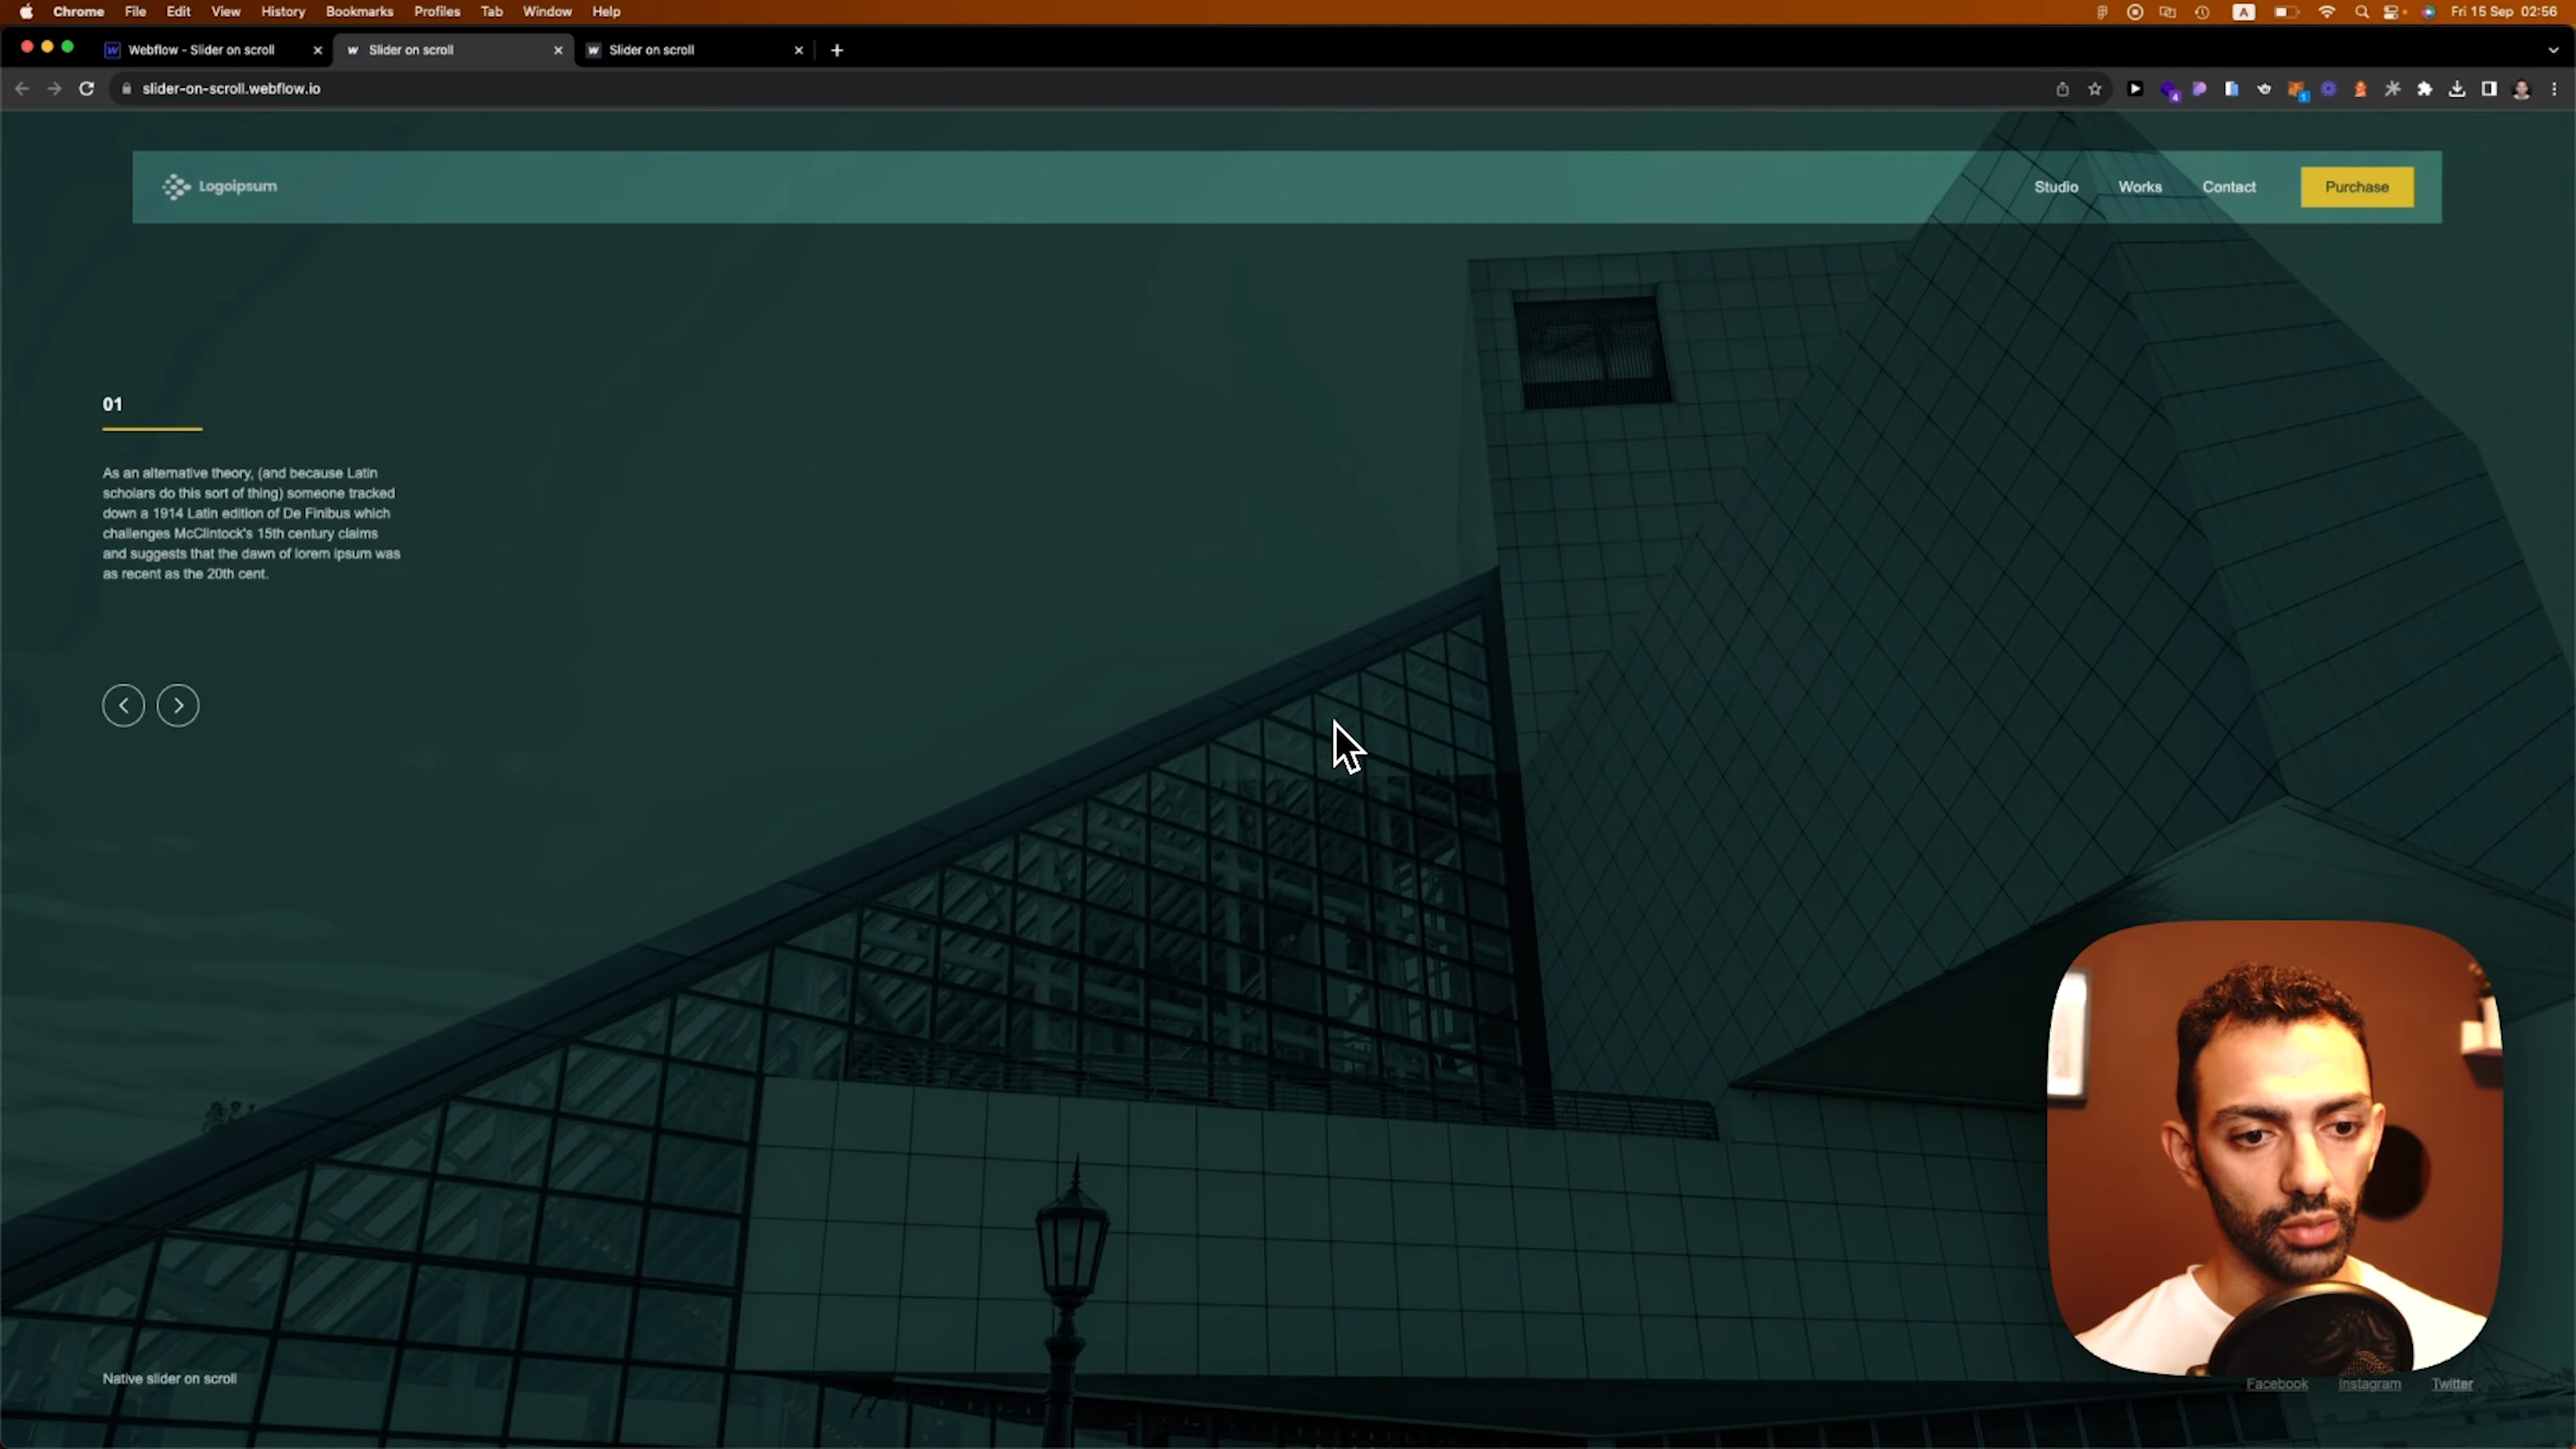 Chrome File Edit View History Bookmarks Profiles Tab Window Help
A
Fri 15 Sep 02:56
Webflow - Slider on scroll
Slider on scroll
Slider on scroll
slider-on-scroll.webflow.io
4
1
Logoipsum
Studio
Works
Contact
Purchase
01
As an alternative theory, (and because Latin
scholars do this sort of thing) someone tracked
down a 1914 Latin edition of De Finibus which
challenges McClintock's 15th century claims
and suggests that the dawn of lorem ipsum was
as recent as the 20th cent.
Native slider on scroll
Facebook
Instagram
Twitter